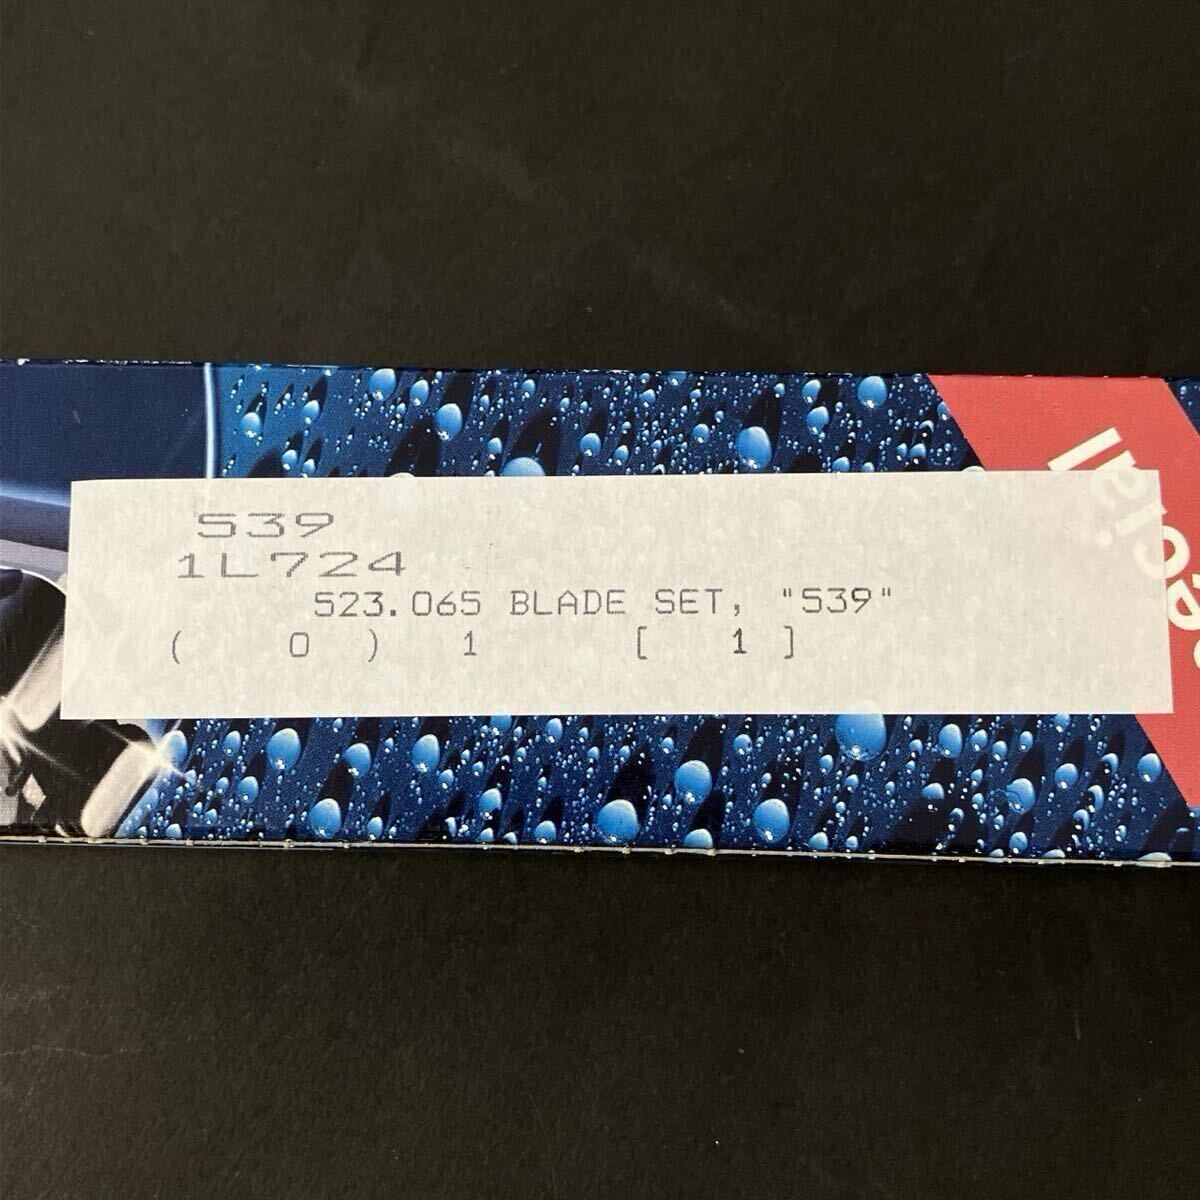 539
1L724
523.065 BLADE SET, "539"
( 0 ) 1 [ 1 ]